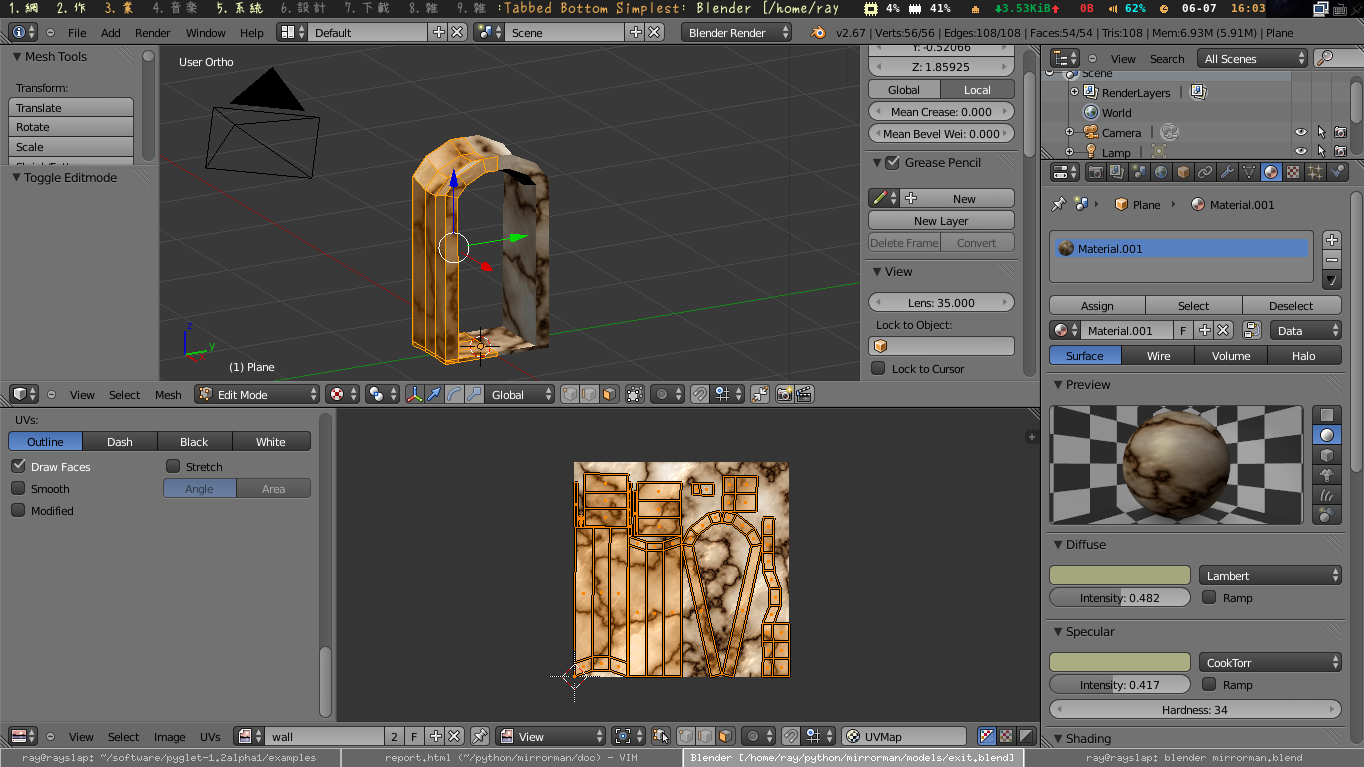 1.網 2.作 3.業 4.音楽 5.系統 6.設計 7.下載 8.雑 9.雑 :Tabbed Bottom Simplest: Blender [/home/ray 4% 41% 3.53KiB 0B 62% 06-07 16:03
File Add Render Window Help Default Scene Blender Render v2.67 | Verts:56/56 | Edges:108/108 | Faces:54/54 | Tris:108 | Mem:6.93M (5.91M) | Plane
Mesh Tools
Transform:
Translate
Rotate
Scale
Toggle Editmode
User Ortho
z
y
(1) Plane
Y: -0.52066
Z: 1.85925
Global Local
Mean Crease: 0.000
Mean Bevel Wei: 0.000
Grease Pencil
New
New Layer
Delete Frame Convert
View
Lens: 35.000
Lock to Object:
Lock to Cursor
View Select Mesh Edit Mode Global
View Search All Scenes
Scene
RenderLayers |
World
Camera |
Lamp |
Plane Material.001
Material.001
Assign Select Deselect
Material.001 F Data
Surface Wire Volume Halo
Preview
Diffuse
Lambert
Intensity: 0.482 Ramp
Specular
CookTorr
Intensity: 0.417 Ramp
Hardness: 34
Shading
UVs:
Outline Dash Black White
Draw Faces Stretch
Smooth Angle Area
Modified
View Select Image UVs wall 2 F View UVMap
ray@rayslap: ~/software/pyglet-1.2alpha1/examples report.html (~/python/mirrorman/doc) - VIM Blender [/home/ray/python/mirrorman/models/exit.blend] ray@rayslap: blender mirrorman.blend